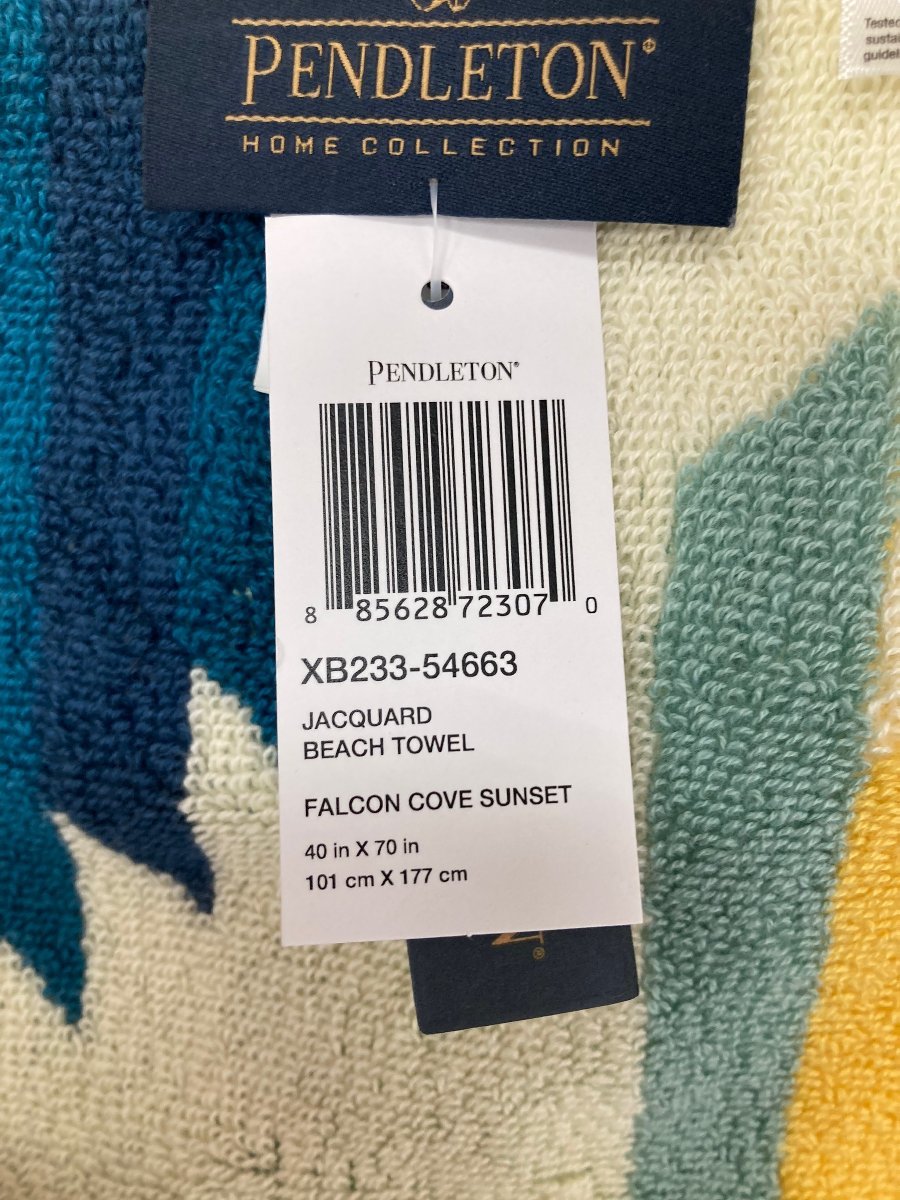 PENDLETON®
HOME COLLECTION
Tested
PENDLETON®
8 85628 72307 0
XB233-54663
JACQUARD
BEACH TOWEL
FALCON COVE SUNSET
40 in X 70 in
101 cm X 177 cm
N®